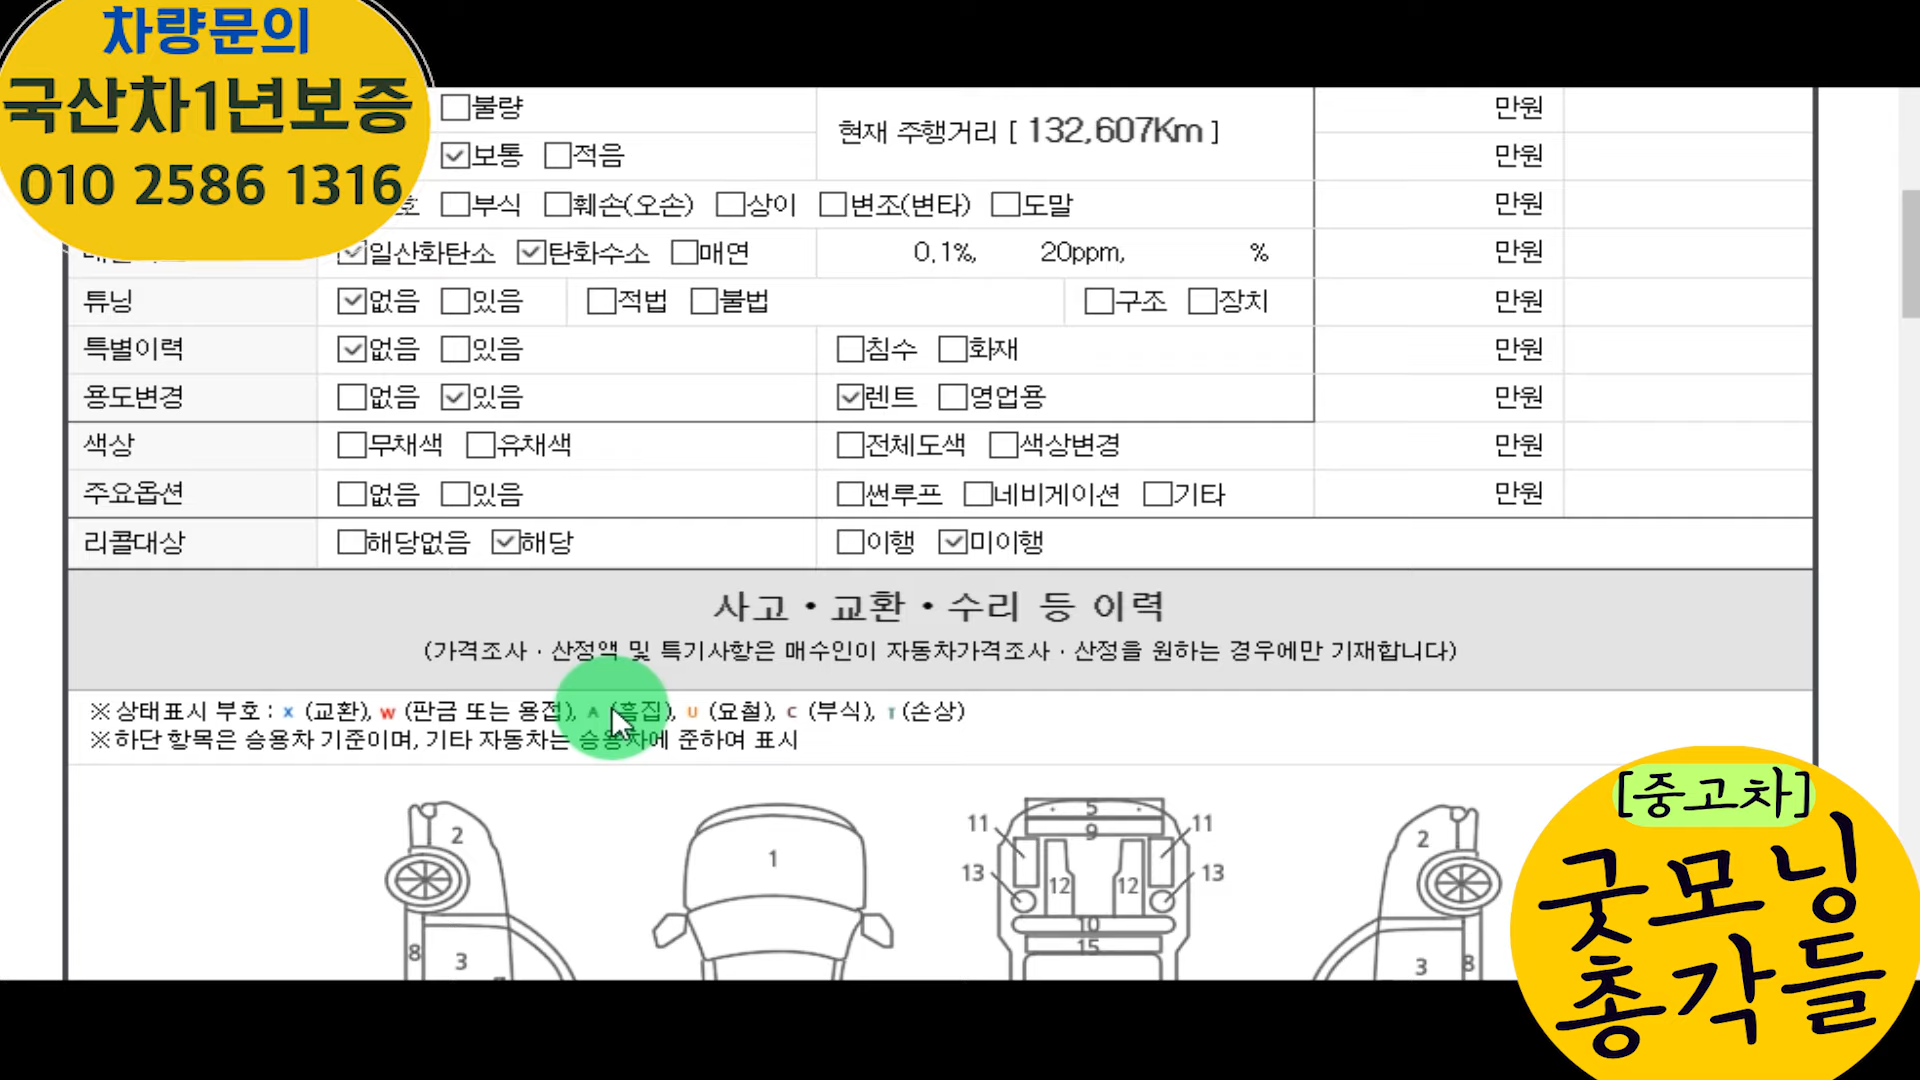 차량문의
국산차1년보증
010 2586 1316
☐불량
현재 주행거리 [ 132,607Km ]
만원
☑보통 ☐적음
만원
호 ☐부식 ☐훼손(오손) ☐상이 ☐변조(변타) ☐도말
만원
☑일산화탄소 ☑탄화수소 ☐매연 0.1%, 20ppm, %
만원
튜닝 ☑없음 ☐있음 ☐적법 ☐불법 ☐구조 ☐장치 만원
특별이력 ☑없음 ☐있음 ☐침수 ☐화재 만원
용도변경 ☐없음 ☑있음 ☑렌트 ☐영업용 만원
색상 ☐무채색 ☐유채색 ☐전체도색 ☐색상변경 만원
주요옵션 ☐없음 ☐있음 ☐썬루프 ☐네비게이션 ☐기타 만원
리콜대상 ☐해당없음 ☑해당 ☐이행 ☑미이행
사고・교환・수리 등 이력
(가격조사 · 산정액 및 특기사항은 매수인이 자동차가격조사 · 산정을 원하는 경우에만 기재합니다)
※ 상태표시 부호 : X (교환), W (판금 또는 용접), A (흠집), U (요철), C (부식), T (손상)
※ 하단 항목은 승용차 기준이며, 기타 자동차는 승용차에 준하여 표시
2 1 5 9 11 11 13 13 12 12 10 15 2
8 3 3 8
[중고차]
굿모닝
총각들